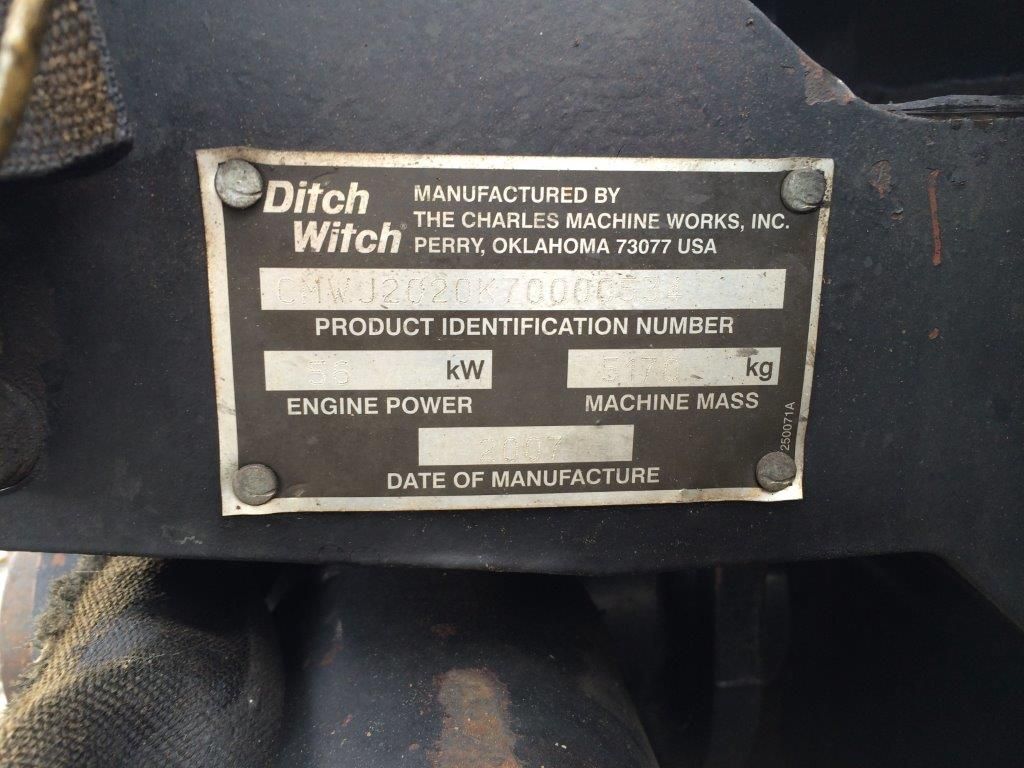 Ditch Witch®
MANUFACTURED BY
THE CHARLES MACHINE WORKS, INC.
PERRY, OKLAHOMA 73077 USA
CMWJ2020K70000534
PRODUCT IDENTIFICATION NUMBER
56 kW
ENGINE POWER
kg
MACHINE MASS
2007
DATE OF MANUFACTURE
250071A